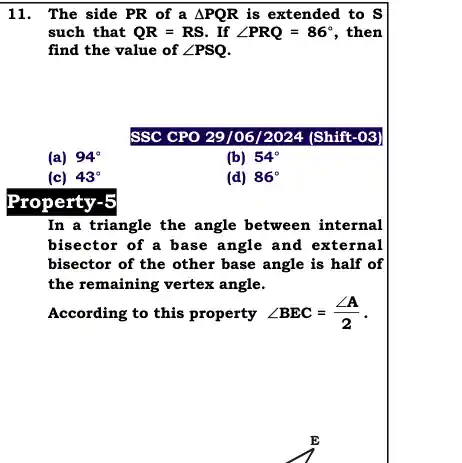 11. The side PR of a ΔPQR is extended to S
such that QR = RS. If ∠PRQ = 86°, then
find the value of ∠PSQ.
SSC CPO 29/06/2024 (Shift-03)
(a) 94° (b) 54°
(c) 43° (d) 86°
Property-5
In a triangle the angle between internal
bisector of a base angle and external
bisector of the other base angle is half of
the remaining vertex angle.
According to this property ∠BEC = ∠A/2 .
E